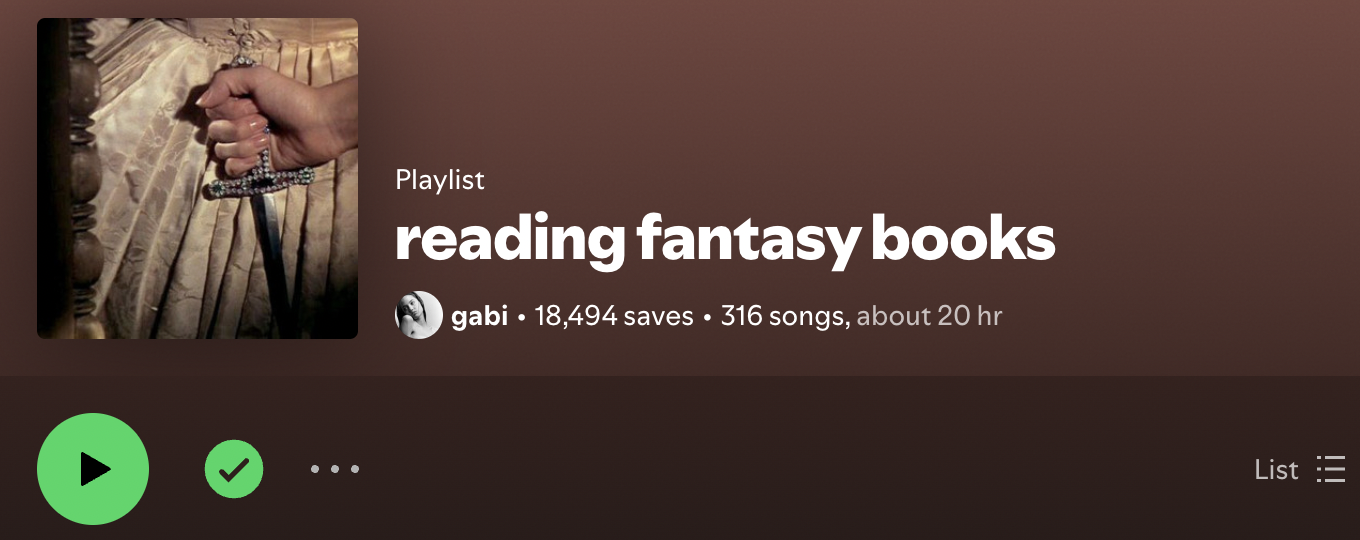 Playlist
reading fantasy books
gabi • 18,494 saves • 316 songs, about 20 hr
List